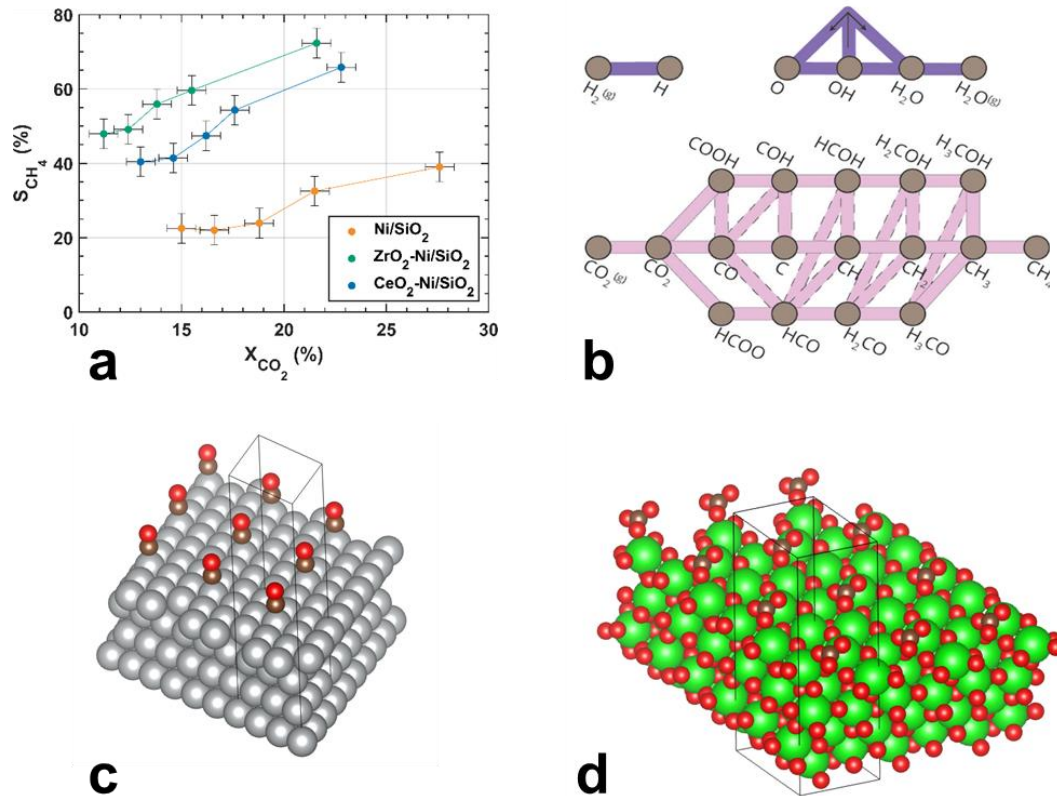 80
60
40
20
0
S_CH4 (%)
10 15 20 25 30
X_CO2 (%)
Ni/SiO2
ZrO2-Ni/SiO2
CeO2-Ni/SiO2
a
H2(g) H O OH H2O H2O(g)
COOH COH HCOH H2COH H3COH
CO2(g) CO2 CO C CH CH2 CH3 CH4
HCOO HCO H2CO H3CO
b
c
d